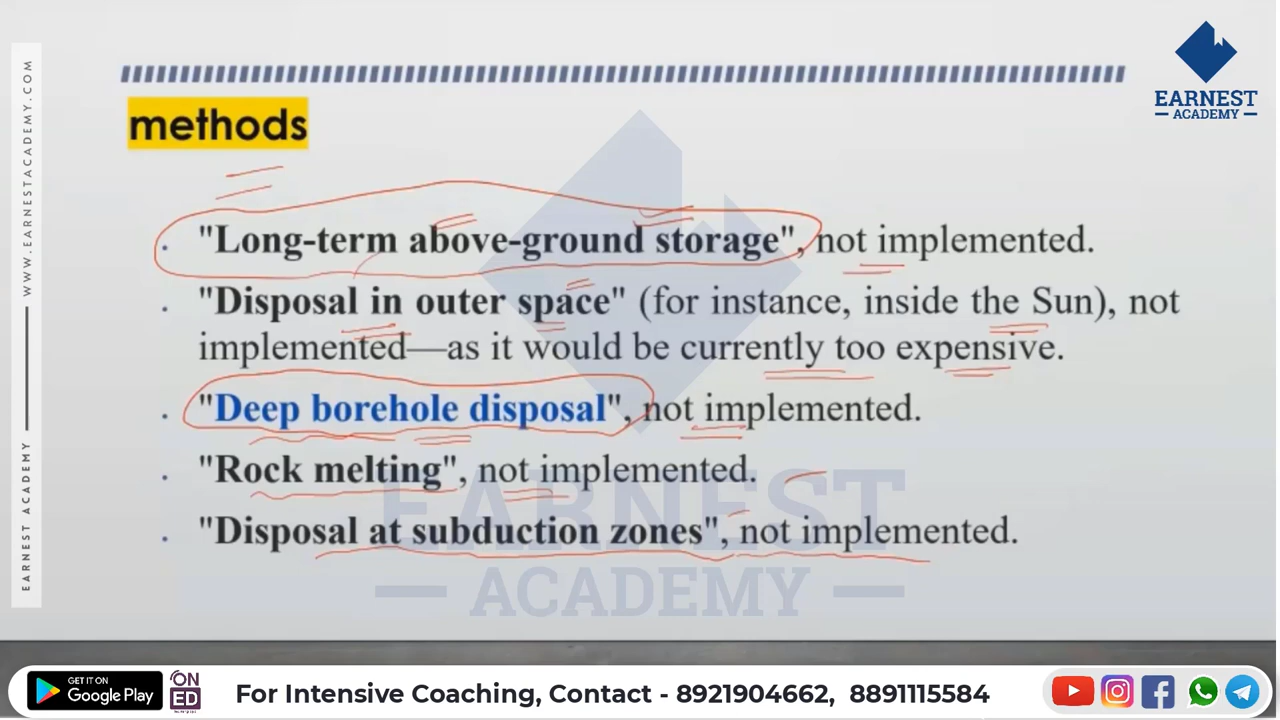 EARNEST
ACADEMY
WWW.EARNESTACADEMY.COM
EARNEST ACADEMY
methods
"Long-term above-ground storage", not implemented.
"Disposal in outer space" (for instance, inside the Sun), not
implemented—as it would be currently too expensive.
"Deep borehole disposal", not implemented.
"Rock melting", not implemented.
"Disposal at subduction zones", not implemented.
EARNEST
ACADEMY
GET IT ON
Google Play
ON
ED
For Intensive Coaching, Contact - 8921904662, 8891115584